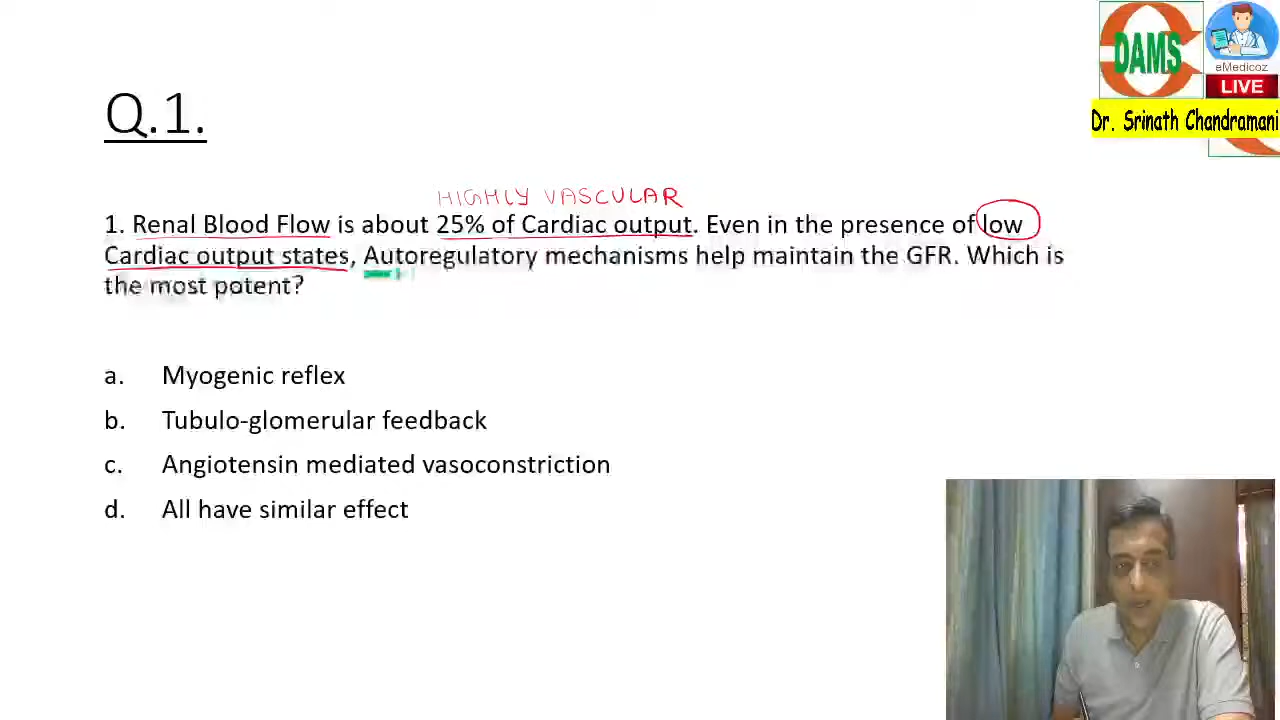 DAMS
eMedicoz
LIVE
Dr. Srinath Chandramani
Q.1.
HIGHLY VASCULAR
1. Renal Blood Flow is about 25% of Cardiac output. Even in the presence of low
Cardiac output states, Autoregulatory mechanisms help maintain the GFR. Which is
the most potent?
a. Myogenic reflex
b. Tubulo-glomerular feedback
c. Angiotensin mediated vasoconstriction
d. All have similar effect